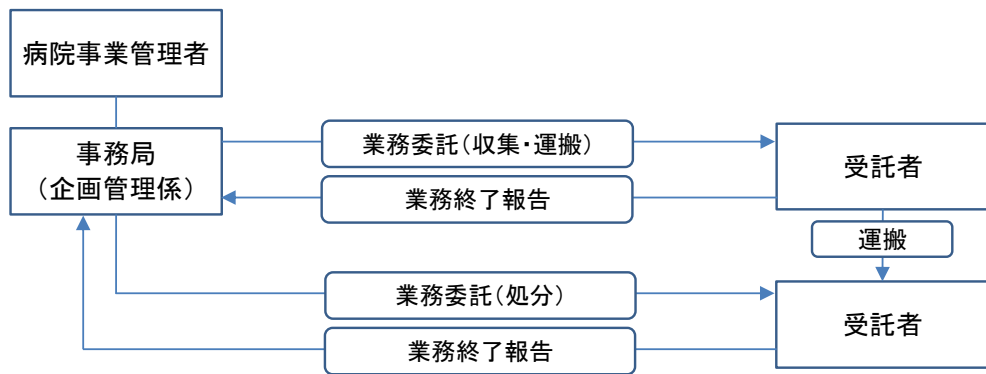 病院事業管理者
事務局
（企画管理係）
業務委託（収集・運搬）
業務終了報告
受託者
運搬
業務委託（処分）
業務終了報告
受託者